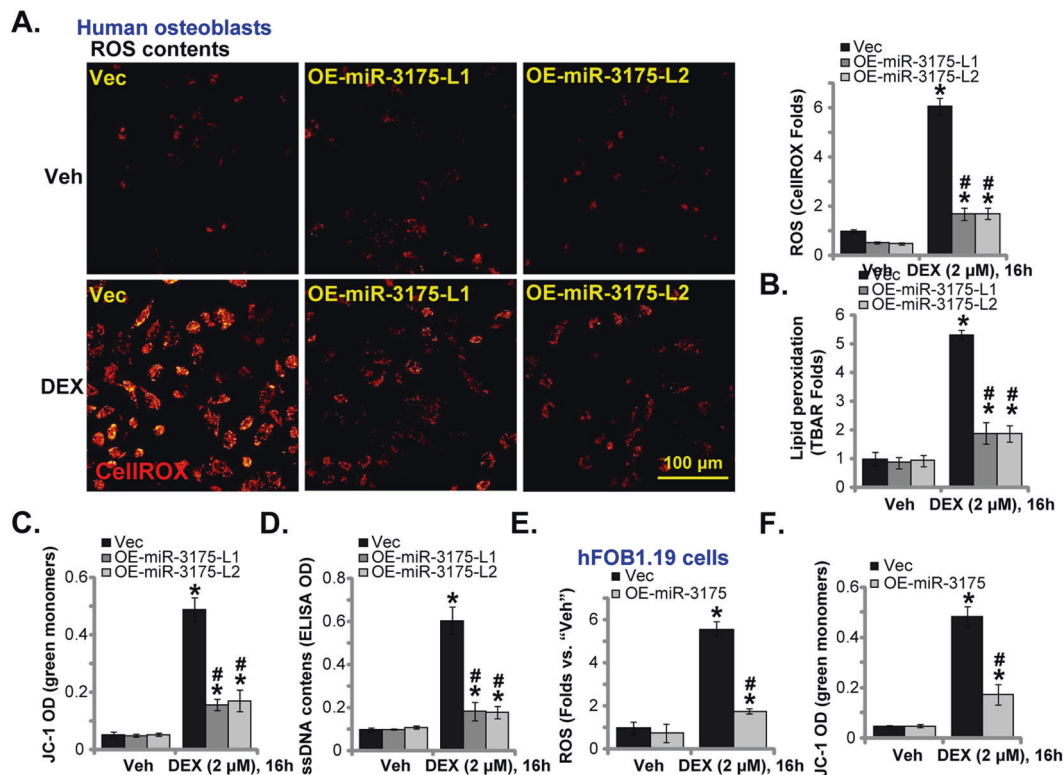 A.
Human osteoblasts
ROS contents
Vec
OE-miR-3175-L1
OE-miR-3175-L2
Veh
Vec
OE-miR-3175-L1
OE-miR-3175-L2
DEX
CellROX
100 µm
Vec
OE-miR-3175-L1
OE-miR-3175-L2
ROS (CellROX Folds)
6
4
2
0
*
#
*
#
*
Veh
DEX (2 µM), 16h
B.
Vec
OE-miR-3175-L1
OE-miR-3175-L2
Lipid peroxidation
(TBAR Folds)
6
5
4
3
2
1
0
*
#
*
#
*
Veh
DEX (2 µM), 16h
C.
Vec
OE-miR-3175-L1
OE-miR-3175-L2
JC-1 OD (green monomers)
0.6
0.4
0.2
0
*
#
*
#
*
Veh
DEX (2 µM), 16h
D.
Vec
OE-miR-3175-L1
OE-miR-3175-L2
ssDNA contens (ELISA OD)
0.8
0.6
0.4
0.2
0
*
#
*
#
*
Veh
DEX (2 µM), 16h
E.
hFOB1.19 cells
Vec
OE-miR-3175
ROS (Folds vs. “Veh”)
6
4
2
0
*
#
*
Veh
DEX (2 µM), 16h
F.
Vec
OE-miR-3175
JC-1 OD (green monomers)
0.6
0.4
0.2
0
*
#
*
Veh
DEX (2 µM), 16h